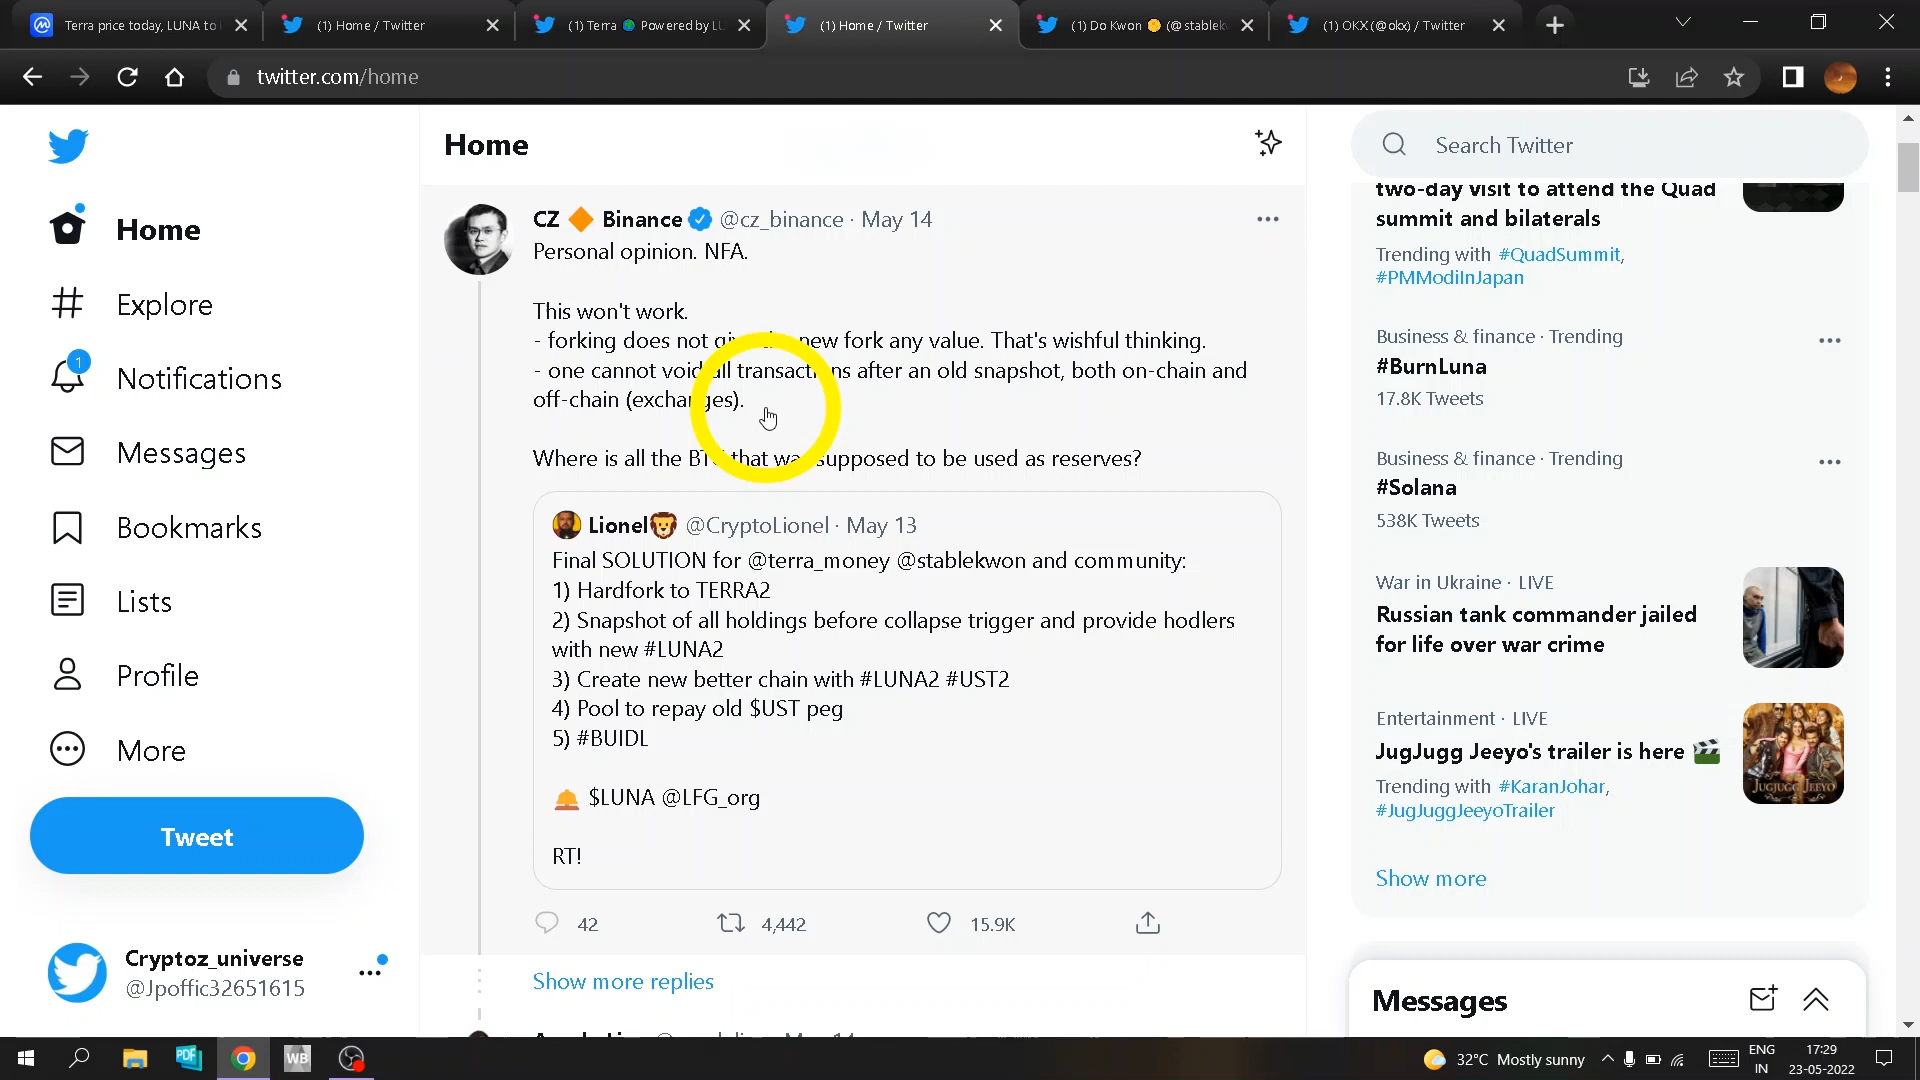 Terra price today, LUNA to
(1) Home / Twitter
(1) Terra Powered by LU
(1) Home / Twitter
(1) Do Kwon (@stablek
(1) OKX (@okx) / Twitter
twitter.com/home
Home
Explore
1
Notifications
Messages
Bookmarks
Lists
Profile
More
Tweet
Cryptoz_universe
@Jpoffic32651615
Home
CZ Binance @cz_binance · May 14
Personal opinion. NFA.
This won't work.
- forking does not new fork any value. That's wishful thinking.
- one cannot void all transactions after an old snapshot, both on-chain and
off-chain (exchanges).
Where is all the that was supposed to be used as reserves?
Lionel @CryptoLionel · May 13
Final SOLUTION for @terra_money @stablekwon and community:
1) Hardfork to TERRA2
2) Snapshot of all holdings before collapse trigger and provide hodlers
with new #LUNA2
3) Create new better chain with #LUNA2 #UST2
4) Pool to repay old $UST peg
5) #BUIDL
$LUNA @LFG_org
RT!
42 4,442 15.9K
Show more replies
Search Twitter
two-day visit to attend the Quad
summit and bilaterals
Trending with #QuadSummit,
#PMModiInJapan
Business & finance · Trending
#BurnLuna
17.8K Tweets
Business & finance · Trending
#Solana
538K Tweets
War in Ukraine · LIVE
Russian tank commander jailed
for life over war crime
Entertainment · LIVE
JugJugg Jeeyo's trailer is here
Trending with #KaranJohar,
#JugJuggJeeyoTrailer
JUGJUGG JEEYO
Show more
Messages
PDF
WB
32°C Mostly sunny
ENG
IN
17:29
23-05-2022